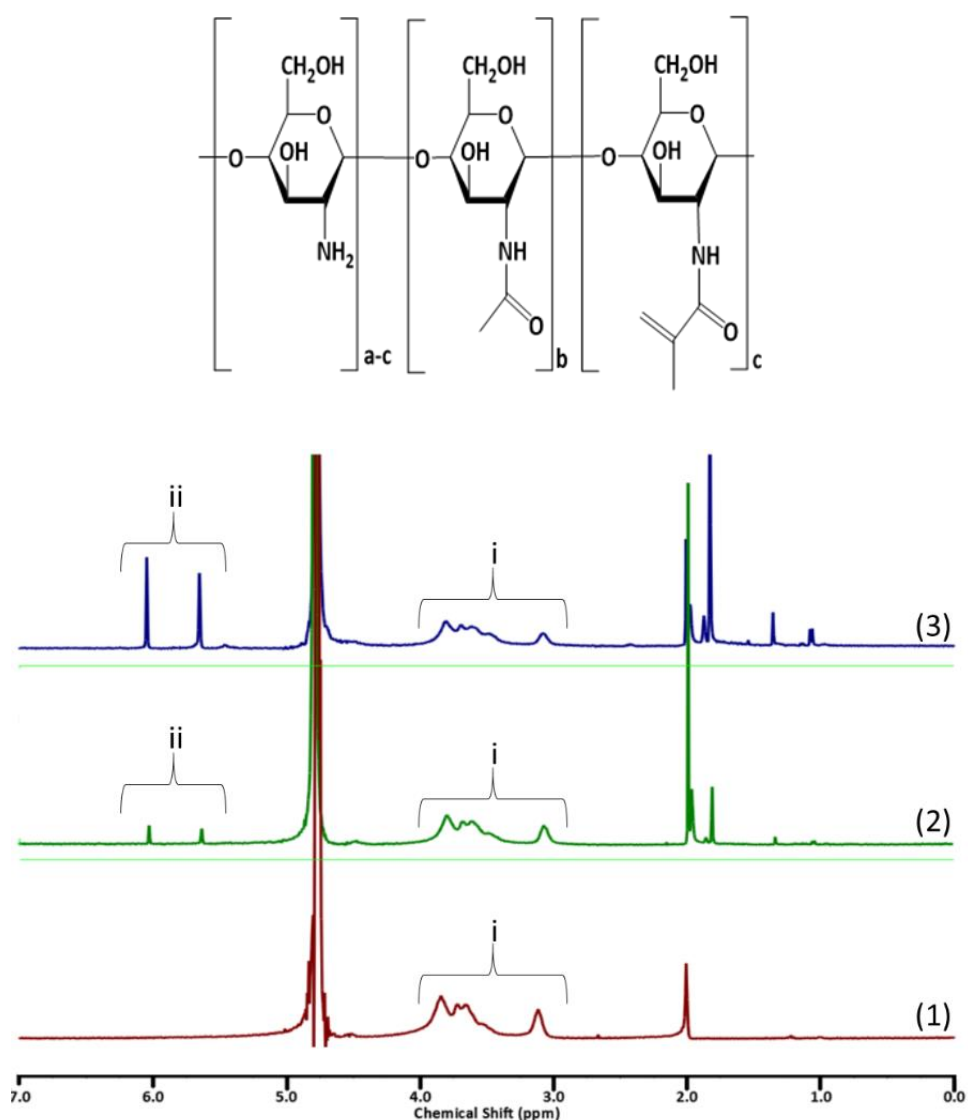 CH2OH CH2OH CH2OH
O O O
O OH O OH O OH
NH2 NH NH
O O
a-c b c
ii i (3)
ii i (2)
i (1)
7.0 6.0 5.0 4.0 3.0 2.0 1.0 0.0
Chemical Shift (ppm)